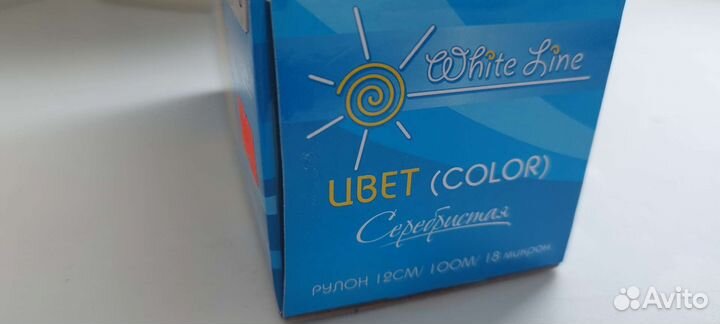 White Line
ЦВЕТ (COLOR)
Серебристая
РУЛОН 12СМ/ 100М/ 18 микрон
Avito